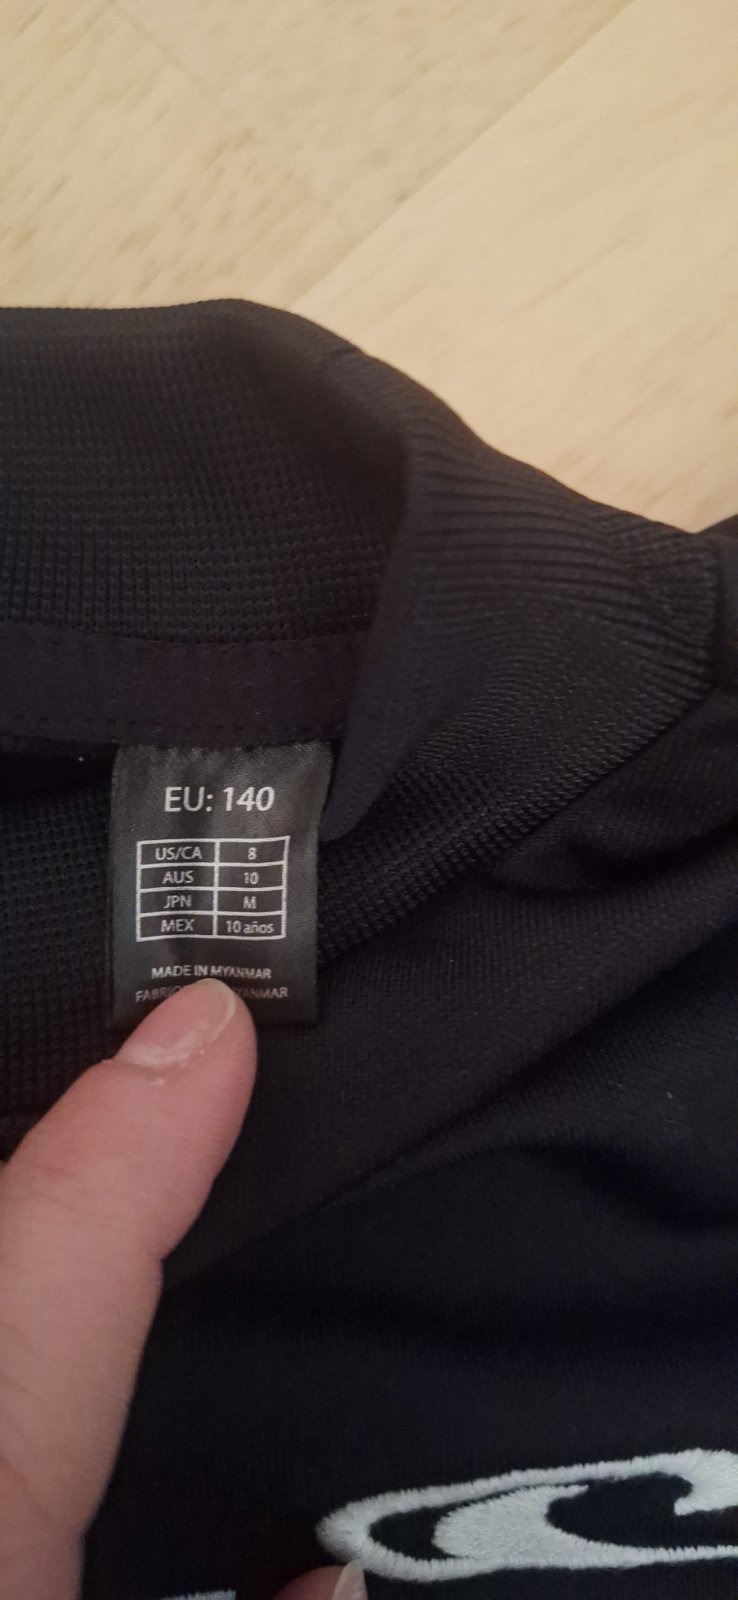 EU: 140
US/CA 8
AUS 10
JPN M
MEX 10 años
MADE IN MYANMAR